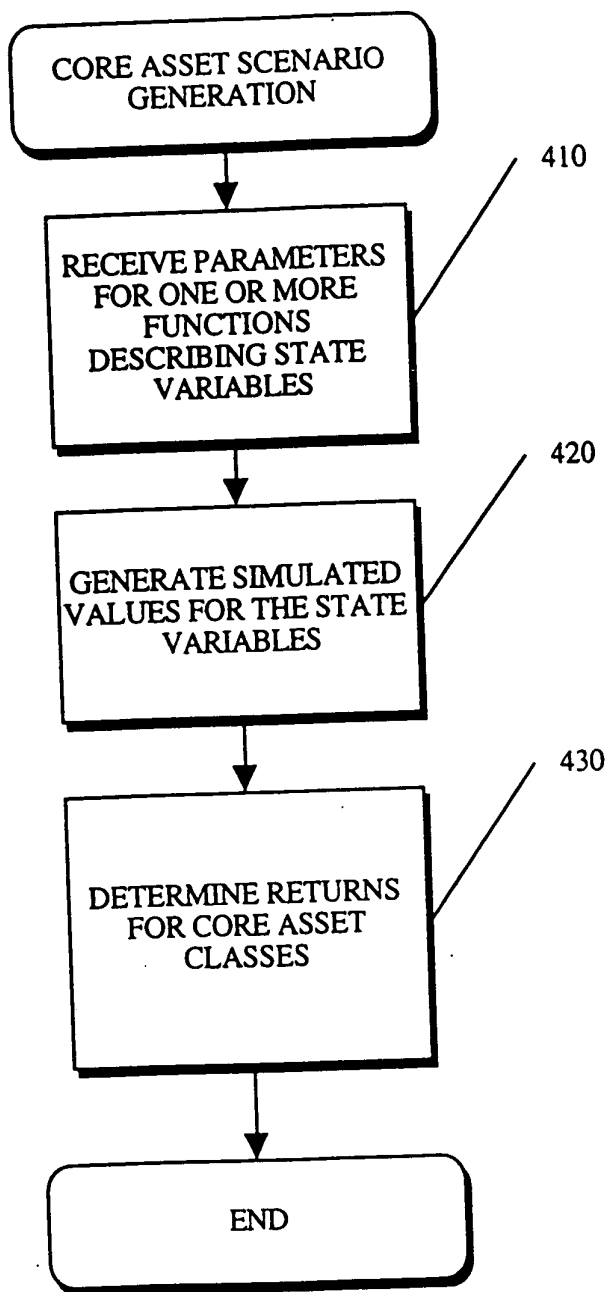 CORE ASSET SCENARIO
GENERATION
410
RECEIVE PARAMETERS
FOR ONE OR MORE
FUNCTIONS
DESCRIBING STATE
VARIABLES
420
GENERATE SIMULATED
VALUES FOR THE STATE
VARIABLES
430
DETERMINE RETURNS
FOR CORE ASSET
CLASSES
END